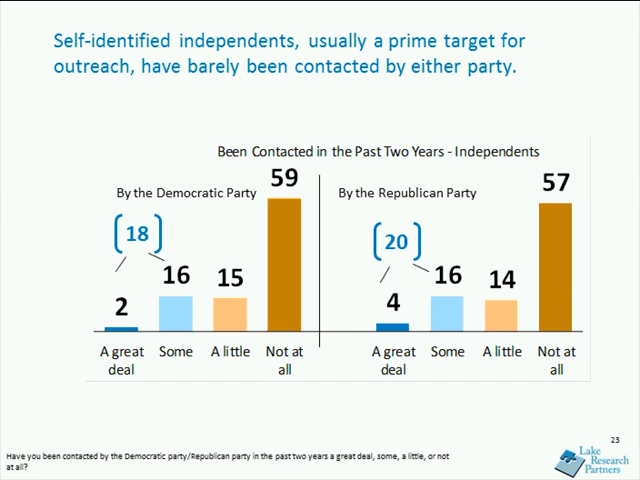 Self-identified independents, usually a prime target for
outreach, have barely been contacted by either party.
Been Contacted in the Past Two Years - Independents
By the Democratic Party
59
18
16
15
2
A great deal
Some
A little
Not at all
By the Republican Party
57
20
16
14
4
A great deal
Some
A little
Not at all
23
Have you been contacted by the Democratic party/Republican party in the past two years a great deal, some, a little, or not
at all?
Lake
Research
Partners